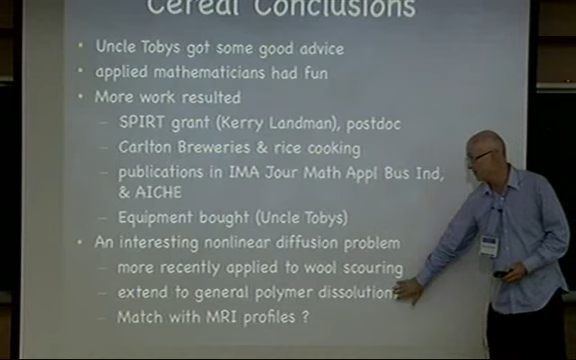 Cereal Conclusions
• Uncle Tobys got some good advice
• applied mathematicians had fun
• More work resulted
– SPIRT grant (Kerry Landman), postdoc
– Carlton Breweries & rice cooking
– publications in IMA Jour Math Appl Bus Ind,
& AICHE
– Equipment bought (Uncle Tobys)
• An interesting nonlinear diffusion problem
– more recently applied to wool scouring
– extend to general polymer dissolution
– Match with MRI profiles ?